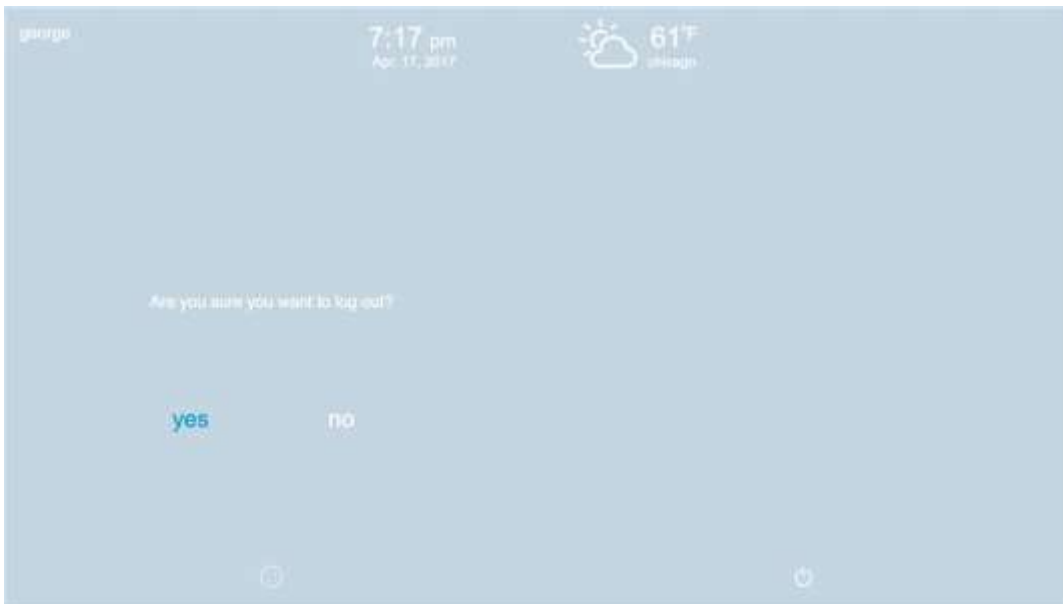 george
7:17 pm
Apr. 17, 2017
61°F
chicago
Are you sure you want to log out?
yes
no